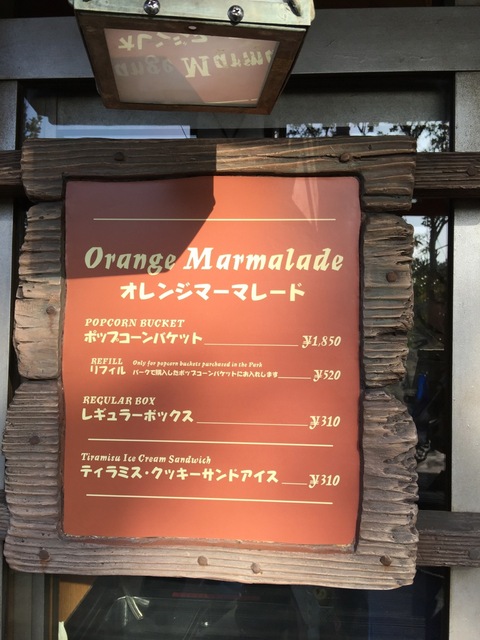 Orange Marmalade
オレンジマーマレード
POPCORN BUCKET
ポップコーンバケット ¥1,850
REFILL Only for popcorn buckets purchased in the Park
リフィル パークで購入したポップコーンバケットにお入れします ¥520
REGULAR BOX
レギュラーボックス ¥310
Tiramisu Ice Cream Sandwich
ティラミス・クッキーサンドアイス ¥310